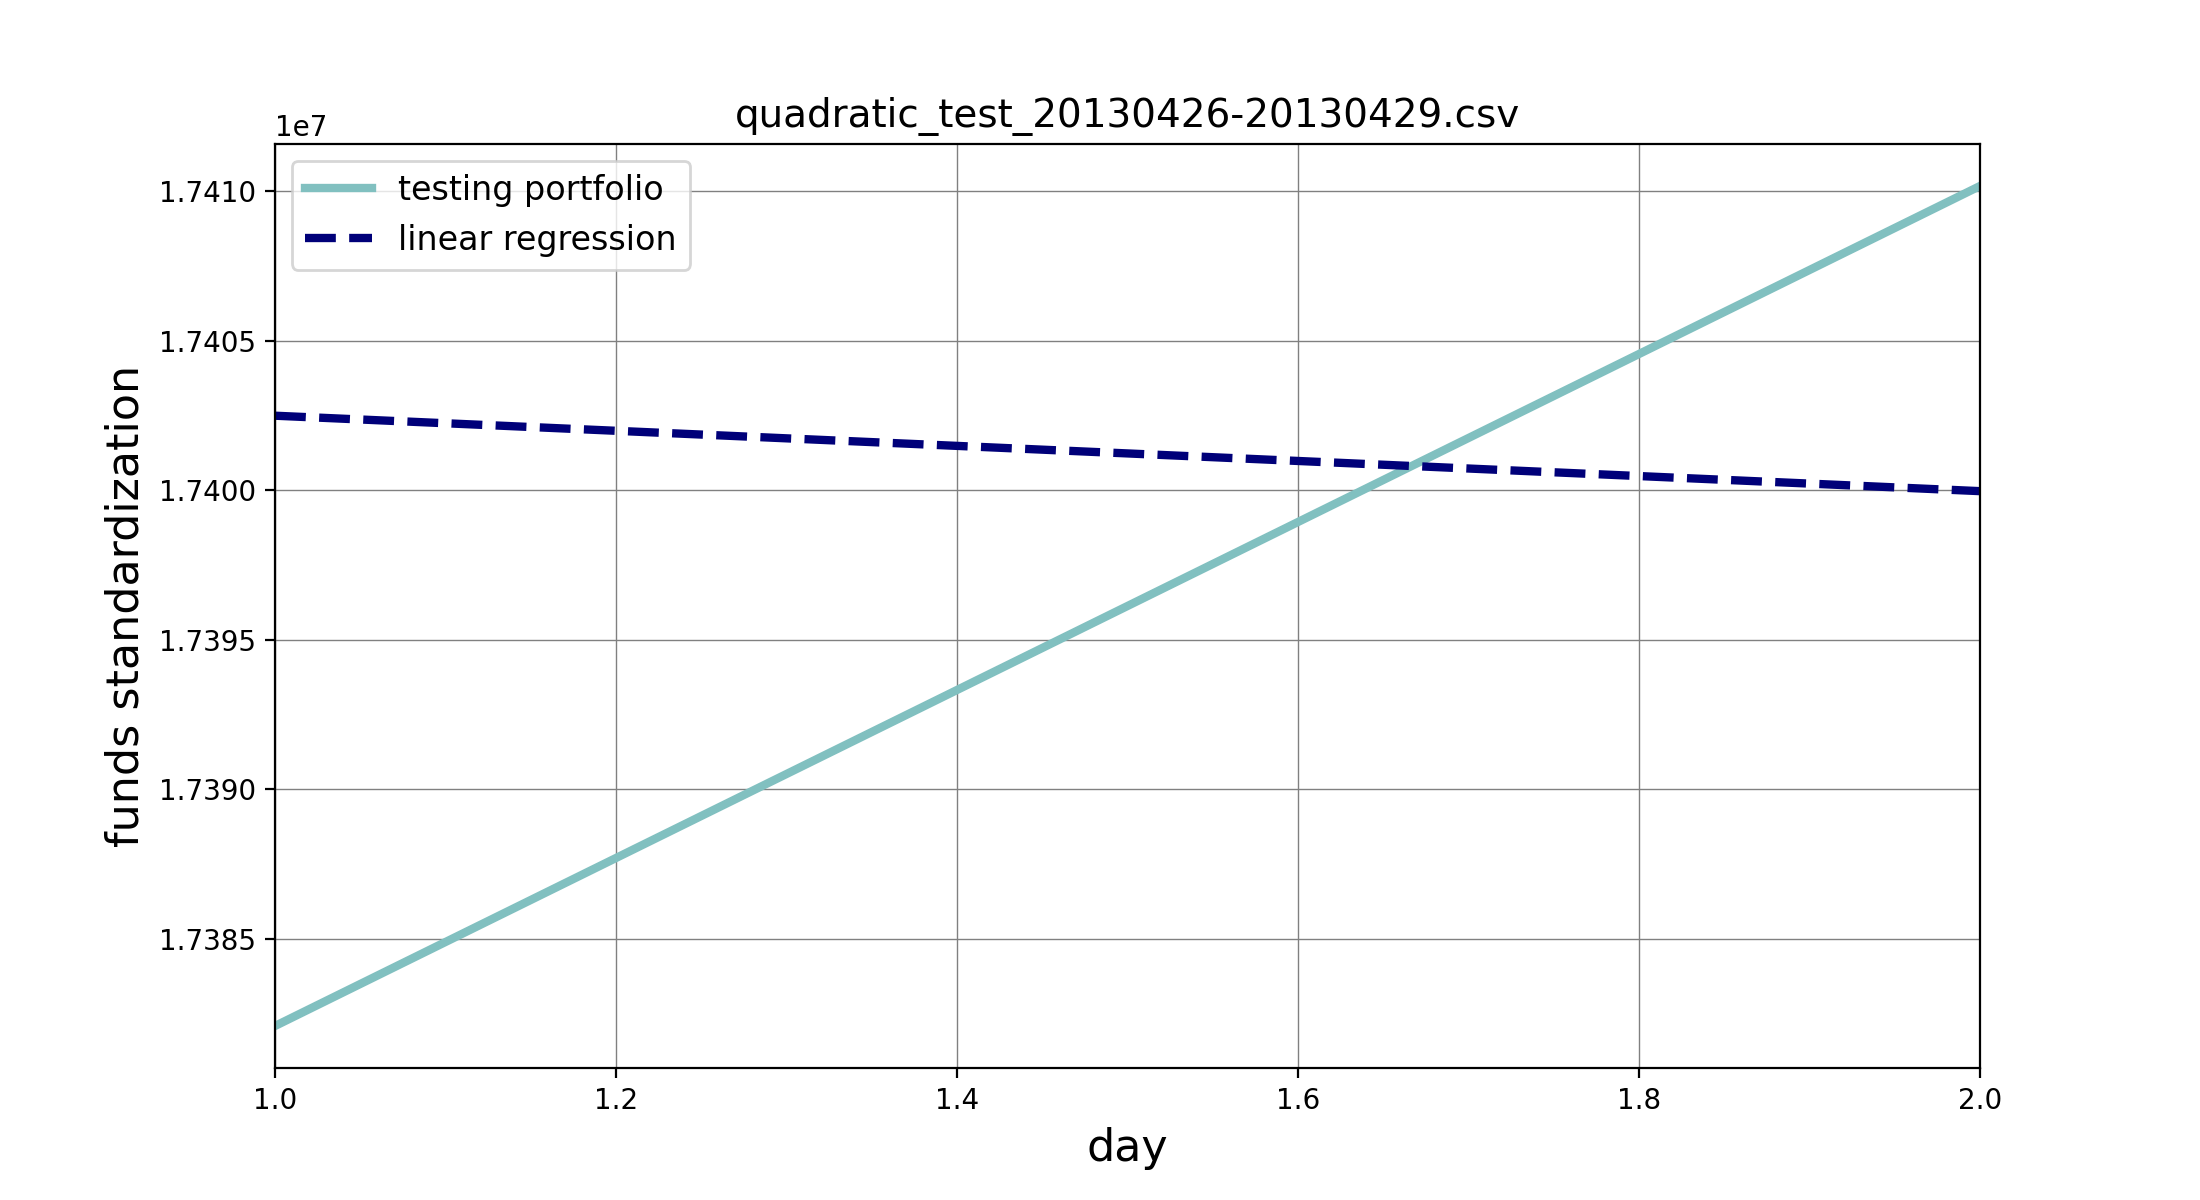 quadratic_test_20130426-20130429.csv
1e7
testing portfolio
linear regression
1.7410
1.7405
1.7400
1.7395
1.7390
1.7385
funds standardization
1.0 1.2 1.4 1.6 1.8 2.0
day